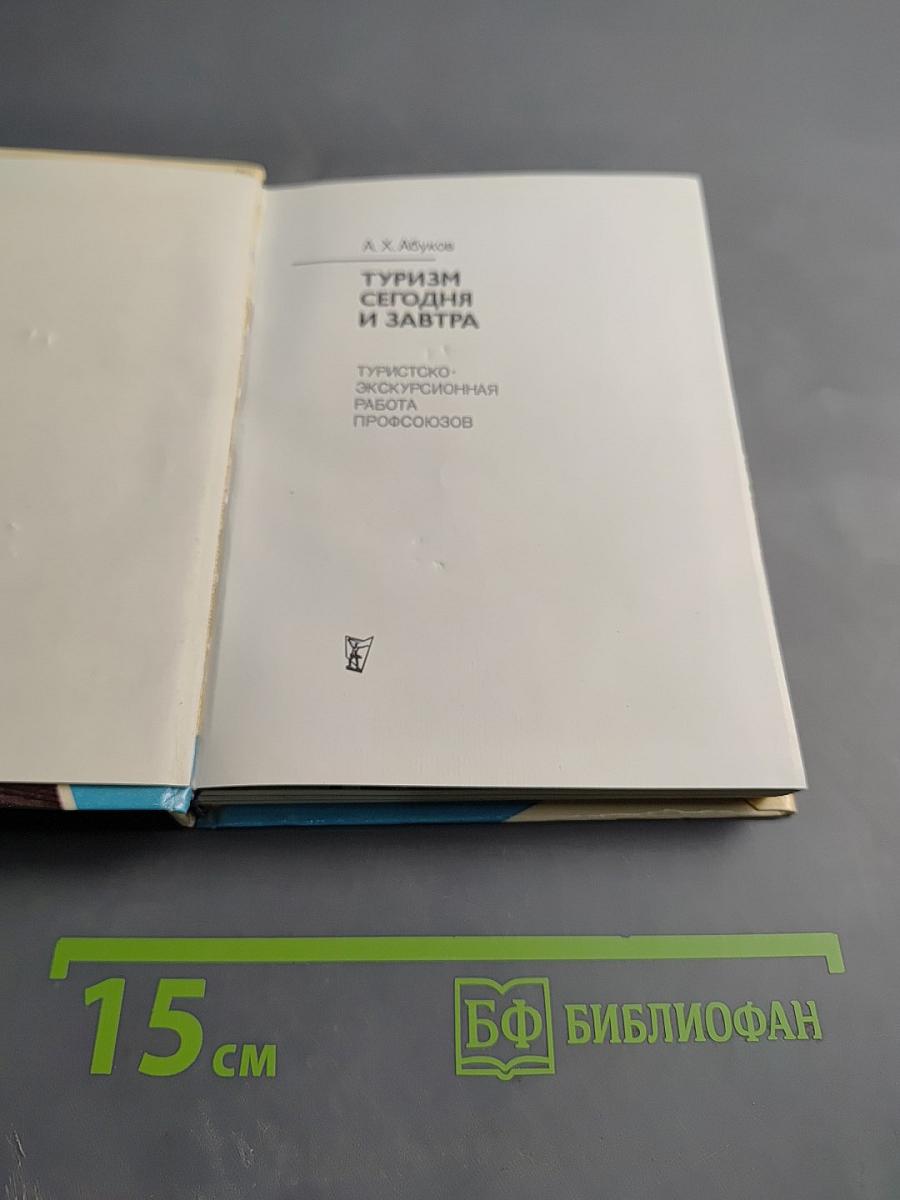 А. Х. Абуков
ТУРИЗМ
СЕГОДНЯ
И ЗАВТРА
ТУРИСТСКО-
ЭКСКУРСИОННАЯ
РАБОТА
ПРОФСОЮЗОВ
15 см
БФ БИБЛИОФАН